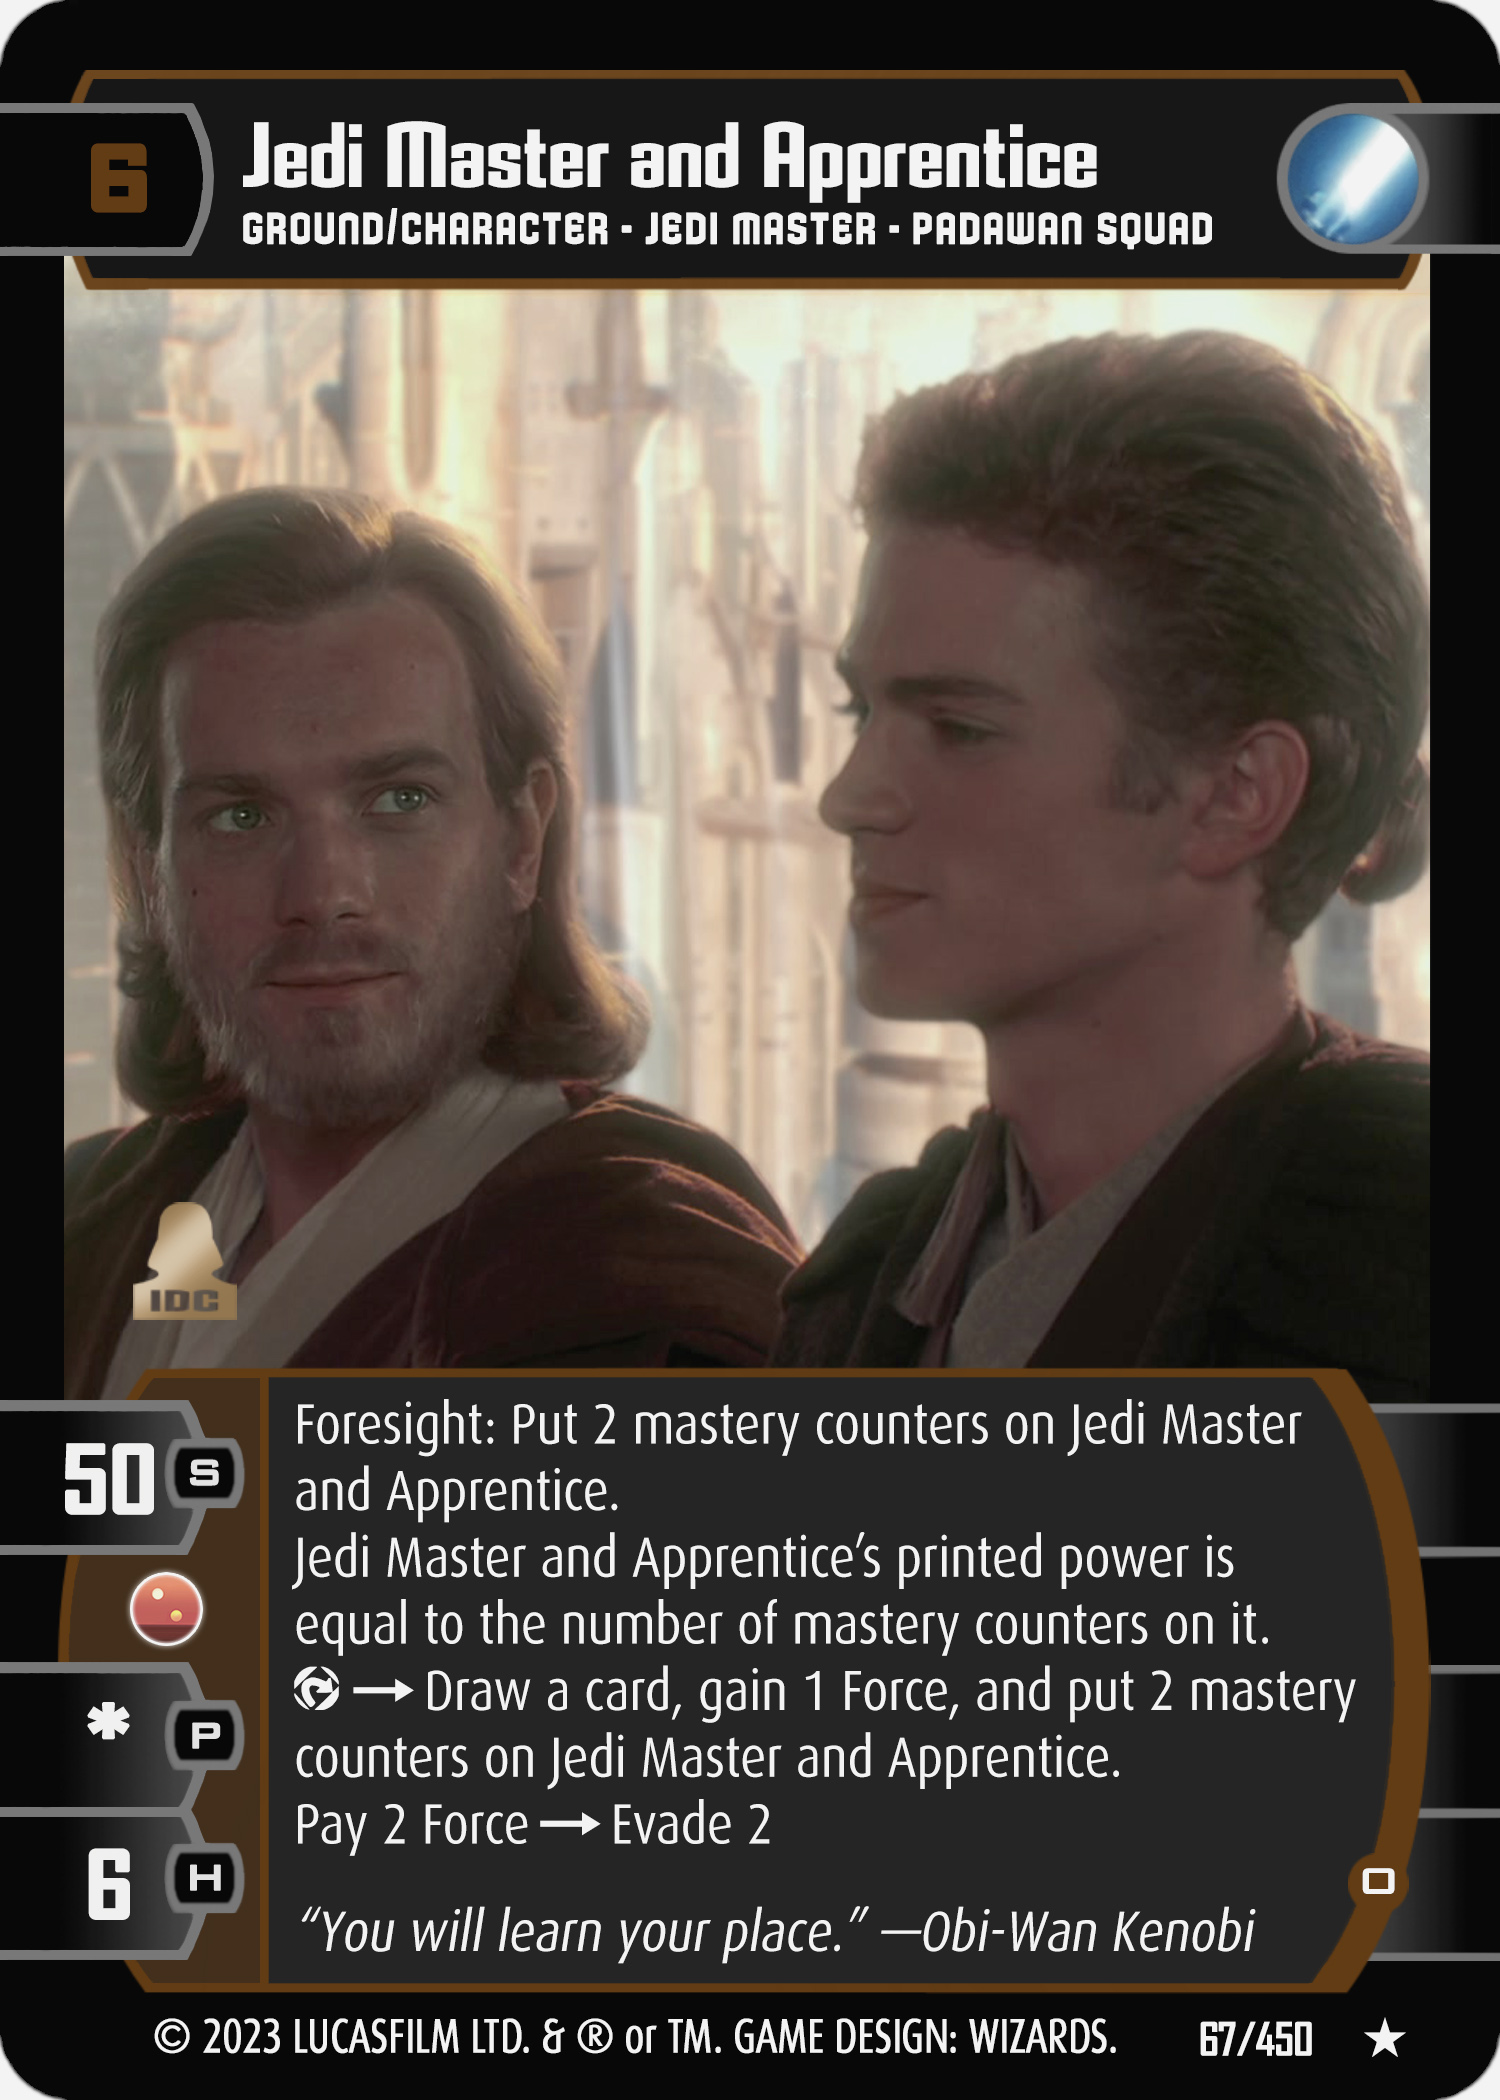 6
Jedi Master and Apprentice
GROUND/CHARACTER - JEDI MASTER - PADAWAN SQUAD
IDC
50 S
* P
6 H
Foresight: Put 2 mastery counters on Jedi Master
and Apprentice.
Jedi Master and Apprentice’s printed power is
equal to the number of mastery counters on it.
→ Draw a card, gain 1 Force, and put 2 mastery
counters on Jedi Master and Apprentice.
Pay 2 Force → Evade 2
“You will learn your place.” —Obi-Wan Kenobi
© 2023 LUCASFILM LTD. & ® or TM. GAME DESIGN: WIZARDS. 67/450 ★